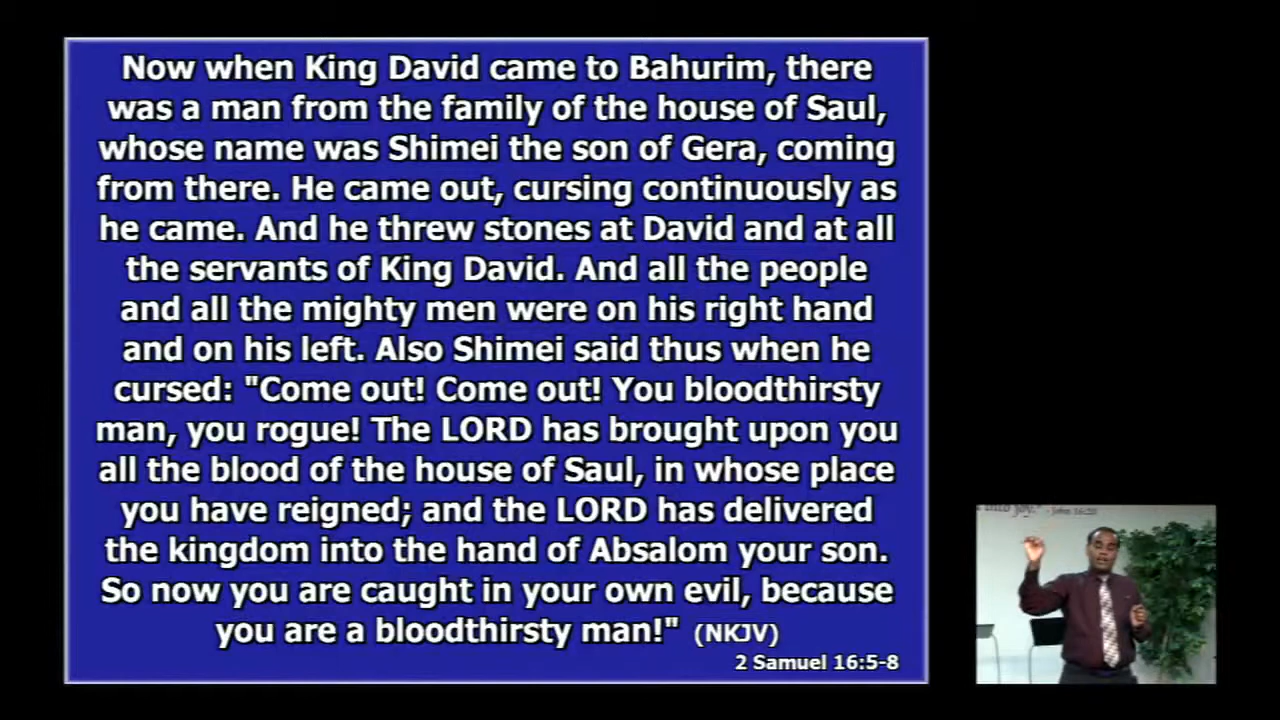 Now when King David came to Bahurim, there
was a man from the family of the house of Saul,
whose name was Shimei the son of Gera, coming
from there. He came out, cursing continuously as
he came. And he threw stones at David and at all
the servants of King David. And all the people
and all the mighty men were on his right hand
and on his left. Also Shimei said thus when he
cursed: "Come out! Come out! You bloodthirsty
man, you rogue! The LORD has brought upon you
all the blood of the house of Saul, in whose place
you have reigned; and the LORD has delivered
the kingdom into the hand of Absalom your son.
So now you are caught in your own evil, because
you are a bloodthirsty man!" (NKJV)
2 Samuel 16:5-8
into joy." - John 16:20